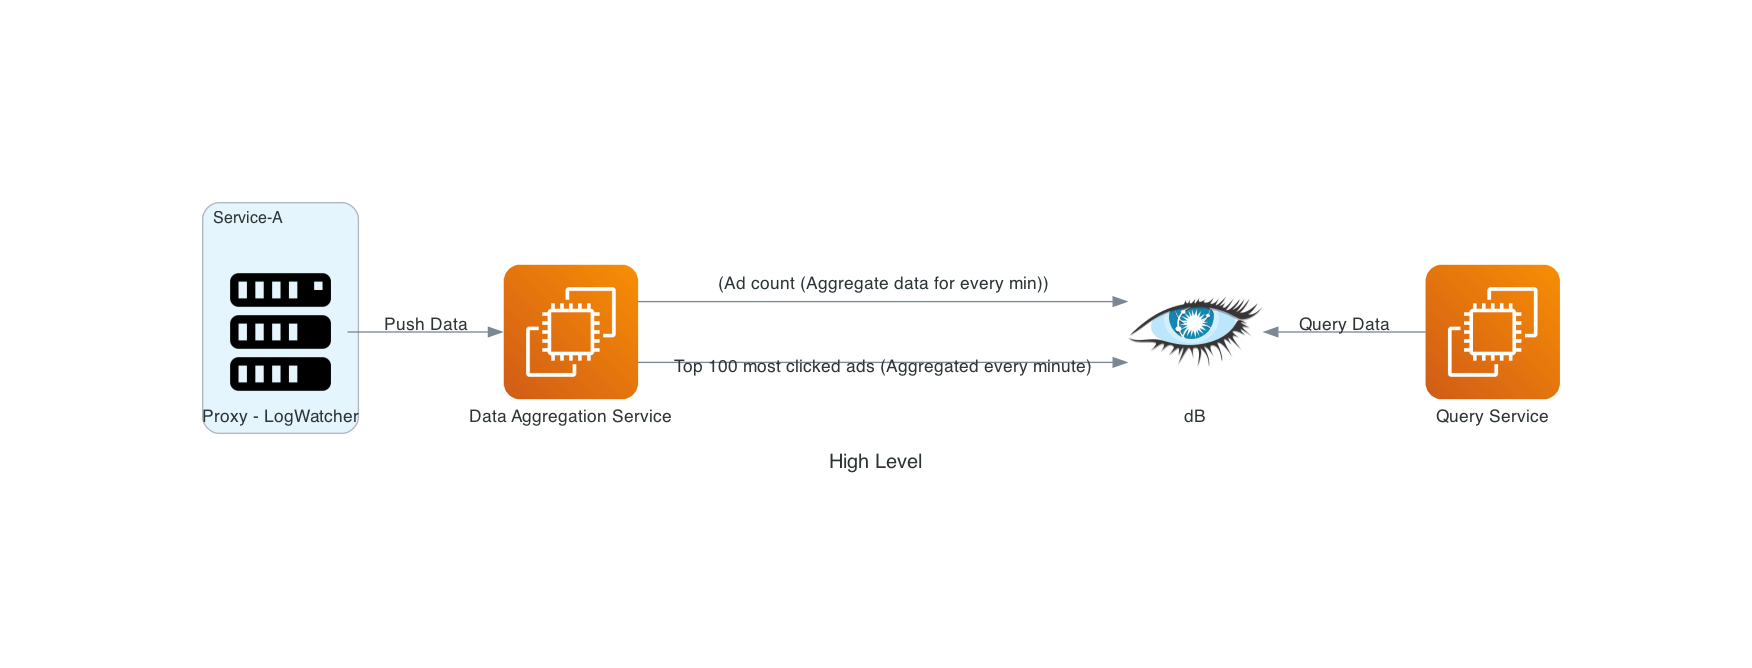 Service-A
Proxy - LogWatcher
Push Data
Data Aggregation Service
(Ad count (Aggregate data for every min))
Top 100 most clicked ads (Aggregated every minute)
dB
Query Data
Query Service
High Level